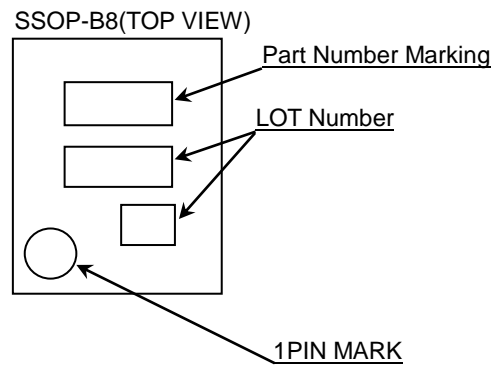 SSOP-B8(TOP VIEW)
Part Number Marking
LOT Number
1PIN MARK